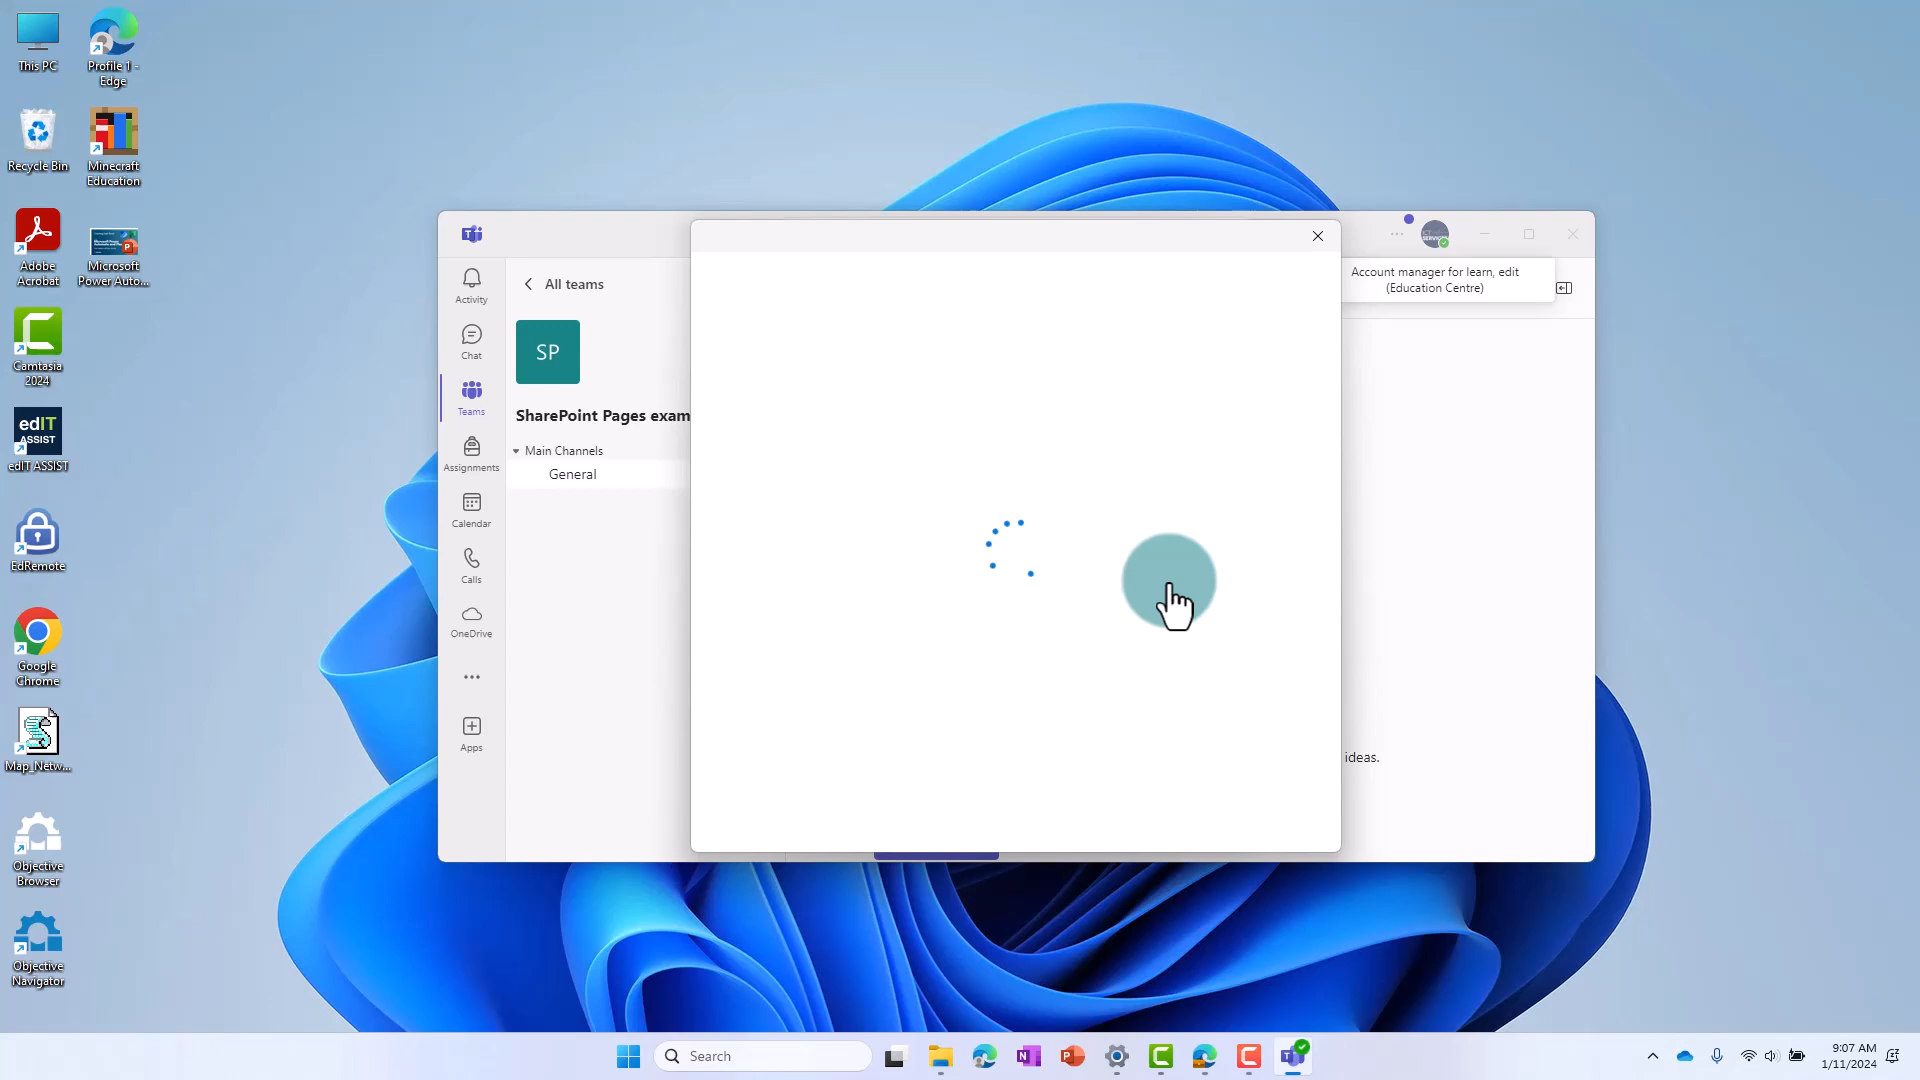 This PC
Profile 1 -
Edge
Recycle Bin
Minecraft
Education
Adobe
Acrobat
Microsoft
Power Auto...
Camtasia
2024
edIT
ASSIST
edIT ASSIST
EdRemote
Google
Chrome
Map_Netw...
Objective
Browser
Objective
Navigator
Activity
Chat
Teams
Assignments
Calendar
Calls
OneDrive
Apps
All teams
SP
SharePoint Pages exam
Main Channels
General
Account manager for learn, edit
(Education Centre)
ideas.
Search
9:07 AM
1/11/2024